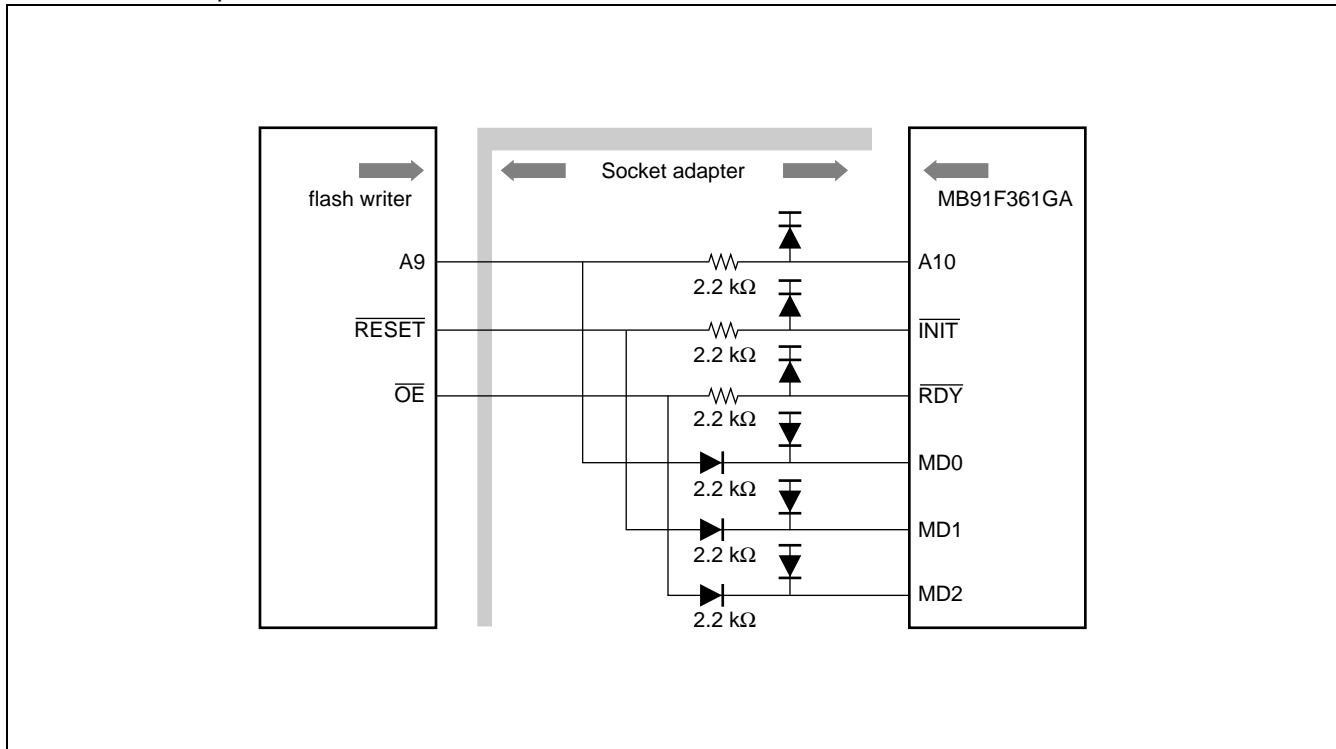 Socket adapter
flash writer
MB91F361GA
A9
A10
2.2 kΩ
RESET
INIT
2.2 kΩ
OE
RDY
2.2 kΩ
MD0
2.2 kΩ
MD1
2.2 kΩ
MD2
2.2 kΩ